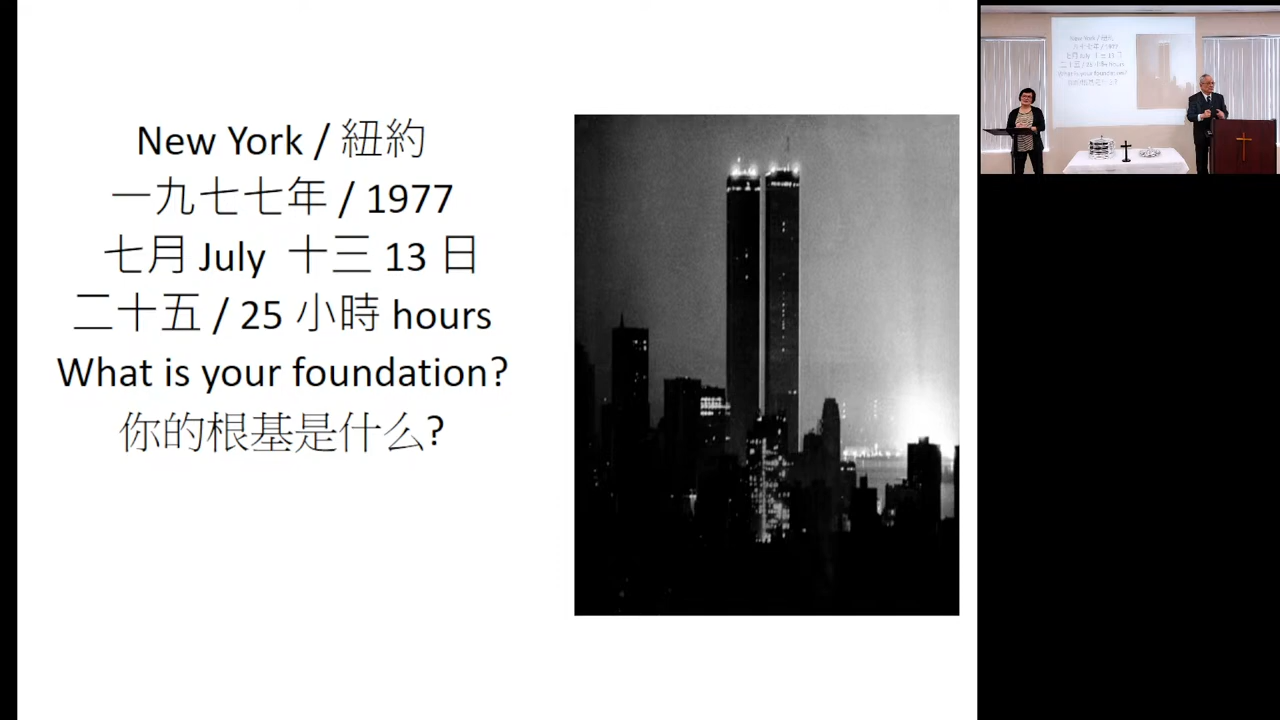 New York / 紐約
一九七七年 / 1977
七月 July 十三 13 日
二十五 / 25 小時 hours
What is your foundation?
你的根基是什么?